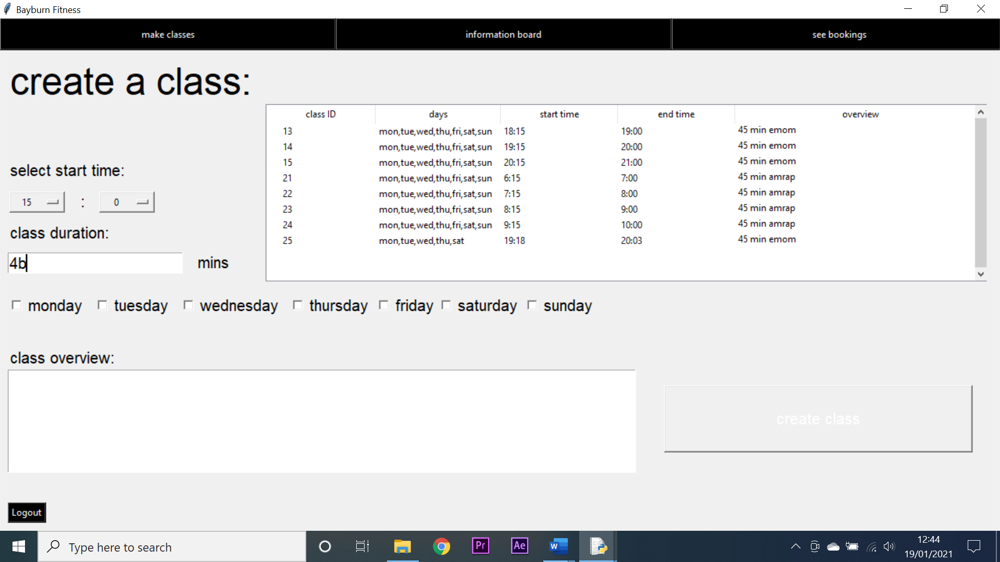 Bayburn Fitness
make classes information board see bookings
create a class:
class ID days start time end time overview
13 mon,tue,wed,thu,fri,sat,sun 18:15 19:00 45 min emom
14 mon,tue,wed,thu,fri,sat,sun 19:15 20:00 45 min emom
15 mon,tue,wed,thu,fri,sat,sun 20:15 21:00 45 min emom
21 mon,tue,wed,thu,fri,sat,sun 6:15 7:00 45 min amrap
22 mon,tue,wed,thu,fri,sat,sun 7:15 8:00 45 min amrap
23 mon,tue,wed,thu,fri,sat,sun 8:15 9:00 45 min amrap
24 mon,tue,wed,thu,fri,sat,sun 9:15 10:00 45 min amrap
25 mon,tue,wed,thu,sat 19:18 20:03 45 min emom
select start time:
15 : 0
class duration:
4b mins
monday tuesday wednesday thursday friday saturday sunday
class overview:
create class
Logout
Type here to search
Pr Ae W
12:44
19/01/2021